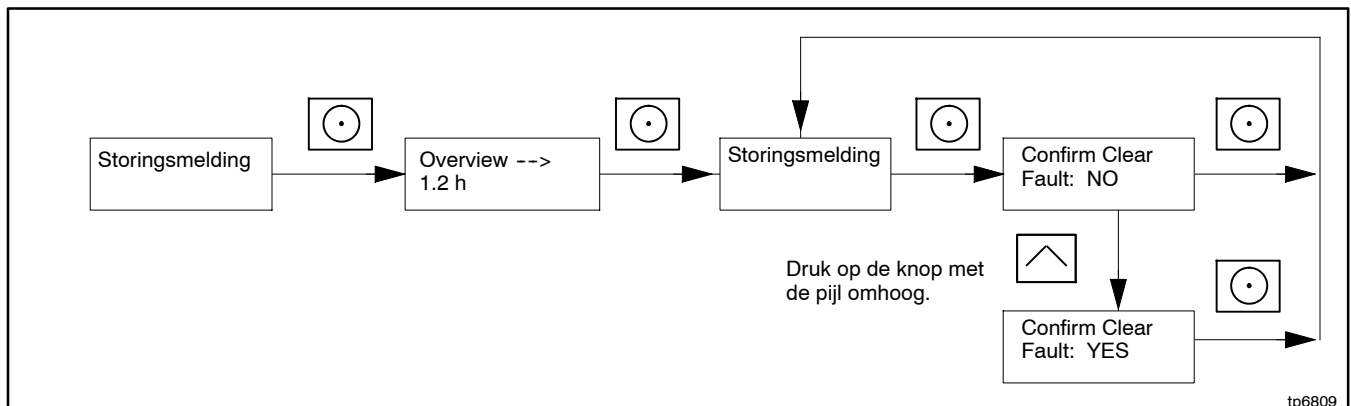 Storingsmelding
Overview -->
1.2 h
Storingsmelding
Confirm Clear
Fault: NO
Druk op de knop met
de pijl omhoog.
Confirm Clear
Fault: YES
tp6809